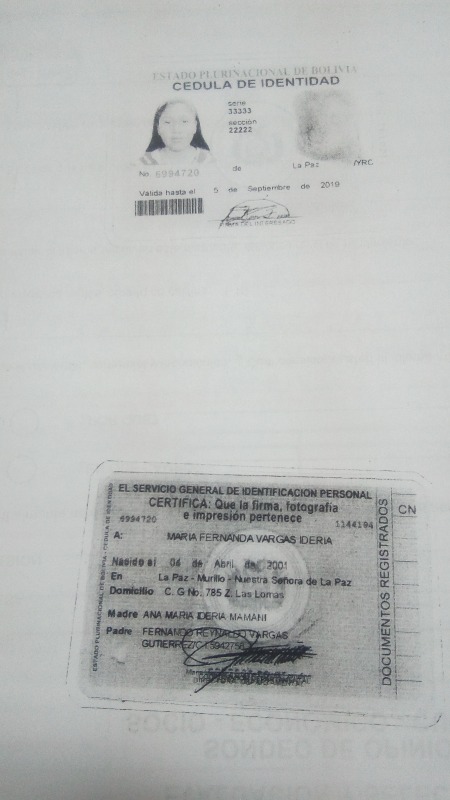 ESTADO PLURINACIONAL DE BOLIVIA
CEDULA DE IDENTIDAD
serie
33333
sección
22222
No. 6994720 de La Paz /YRC
Valida hasta el 5 de Septiembre de 2019
FIRMA DEL INTERESADO
EL SERVICIO GENERAL DE IDENTIFICACION PERSONAL
CERTIFICA: Que la firma, fotografía
e impresión pertenece
6994720 1144194
A: MARIA FERNANDA VARGAS IDERIA
Nacido el 04 de Abril de 2001
En La Paz - Murillo - Nuestra Señora de La Paz
Domicilio C. G No. 785 Z. Las Lomas
Madre ANA MARIA IDERIA MAMANI
Padre FERNANDO REYNALDO VARGAS
GUTIERREZ/C.I.
ESTADO PLURINACIONAL DE BOLIVIA - CEDULA DE IDENTIDAD
DOCUMENTOS REGISTRADOS
CN
SOCIO - ECONOMICO
SONDEO DE OPINIO